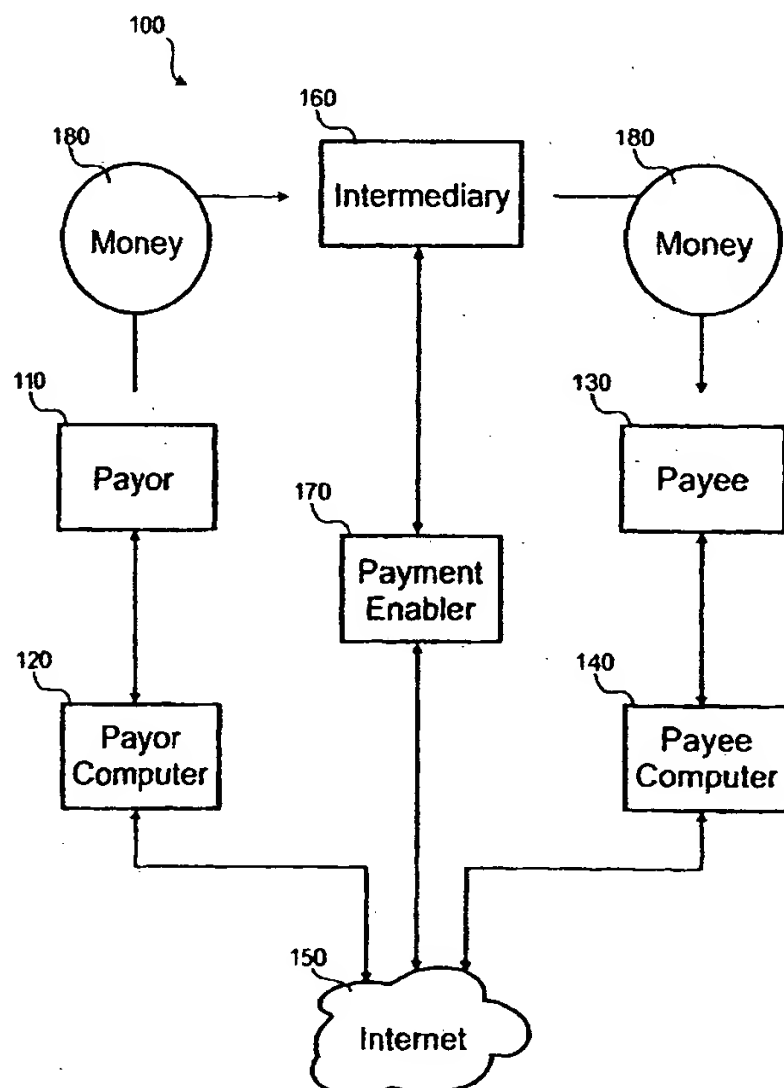 100
160
180
180
Intermediary
Money
Money
110
130
Payor
Payee
170
Payment
Enabler
120
140
Payor
Computer
Payee
Computer
150
Internet